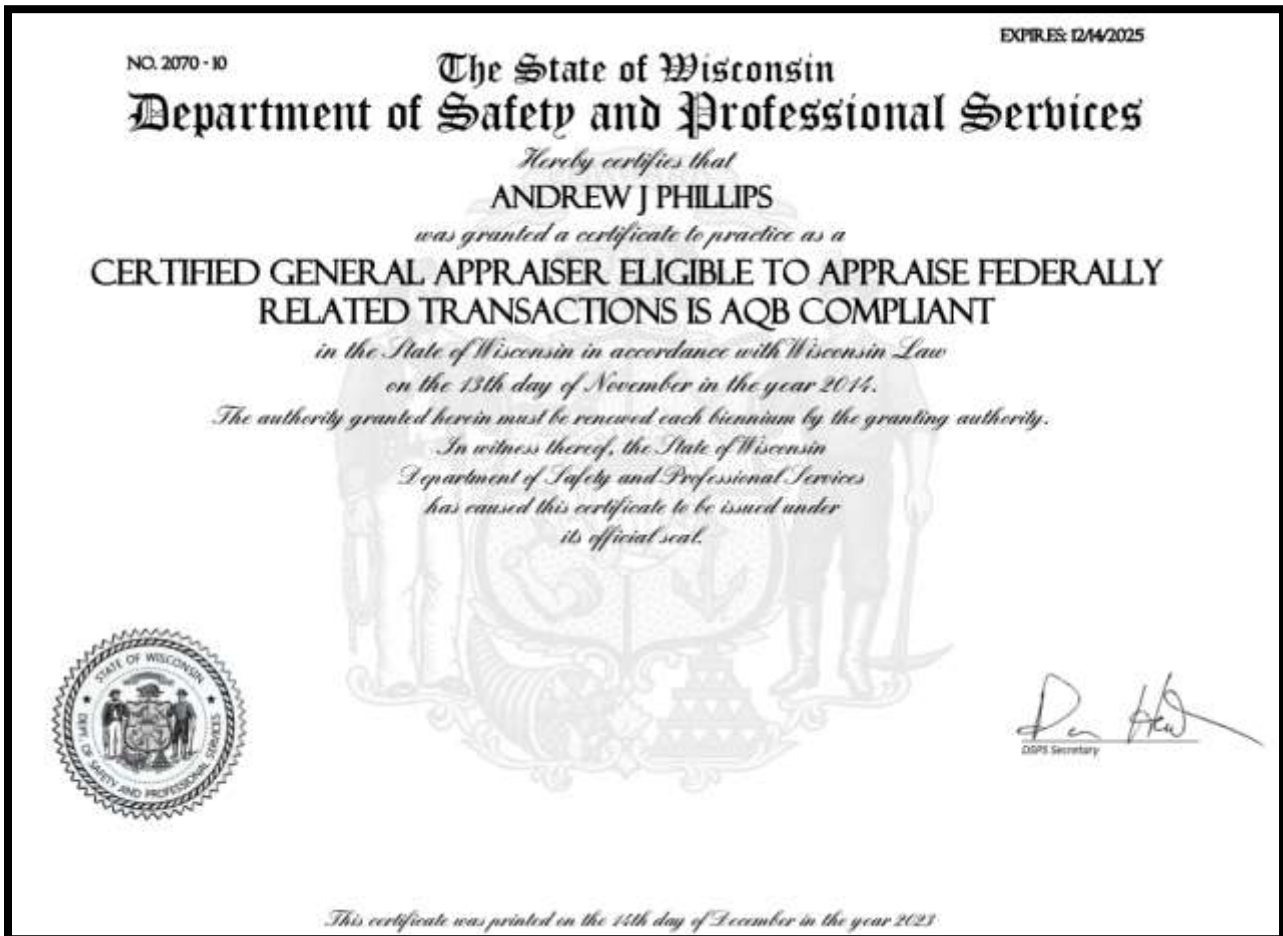 EXPIRES: 12/14/2025
NO. 2070 - 10
The State of Wisconsin
Department of Safety and Professional Services
Hereby certifies that
ANDREW J PHILLIPS
was granted a certificate to practice as a
CERTIFIED GENERAL APPRAISER ELIGIBLE TO APPRAISE FEDERALLY
RELATED TRANSACTIONS IS AQB COMPLIANT
in the State of Wisconsin in accordance with Wisconsin Law
on the 13th day of November in the year 2014.
The authority granted herein must be renewed each biennium by the granting authority.
In witness thereof, the State of Wisconsin
Department of Safety and Professional Services
has caused this certificate to be issued under
its official seal.
STATE OF WISCONSIN
DEPT. OF SAFETY AND PROFESSIONAL SERVICES
DSPS Secretary
This certificate was printed on the 14th day of December in the year 2023